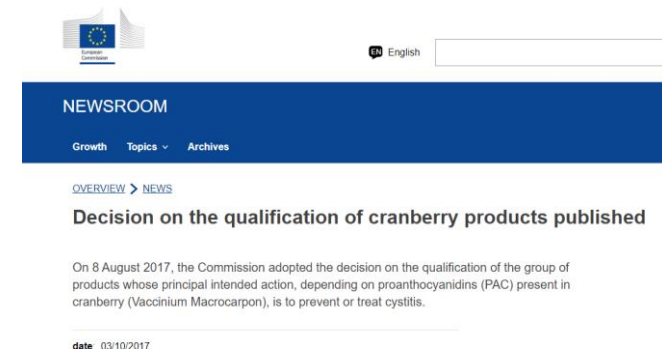 European
Commission
EN English
NEWSROOM
Growth Topics Archives
OVERVIEW > NEWS
Decision on the qualification of cranberry products published
On 8 August 2017, the Commission adopted the decision on the qualification of the group of
products whose principal intended action, depending on proanthocyanidins (PAC) present in
cranberry (Vaccinium Macrocarpon), is to prevent or treat cystitis.
date 03/10/2017